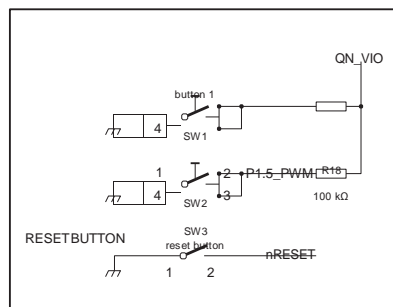 QN_VIO
button 1
4
SW1
1
2 P1.5_PWM R18
4
3
SW2
100 kΩ
SW3
RESETBUTTON
reset button
nRESET
1 2